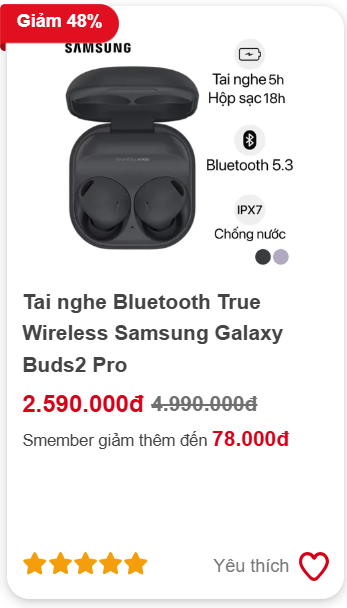 Giảm 48%
SAMSUNG
Tai nghe 5h
Hộp sạc 18h
Bluetooth 5.3
IPX7
Chống nước
Tai nghe Bluetooth True
Wireless Samsung Galaxy
Buds2 Pro
2.590.000đ 4.990.000đ
Smember giảm thêm đến 78.000đ
Yêu thích